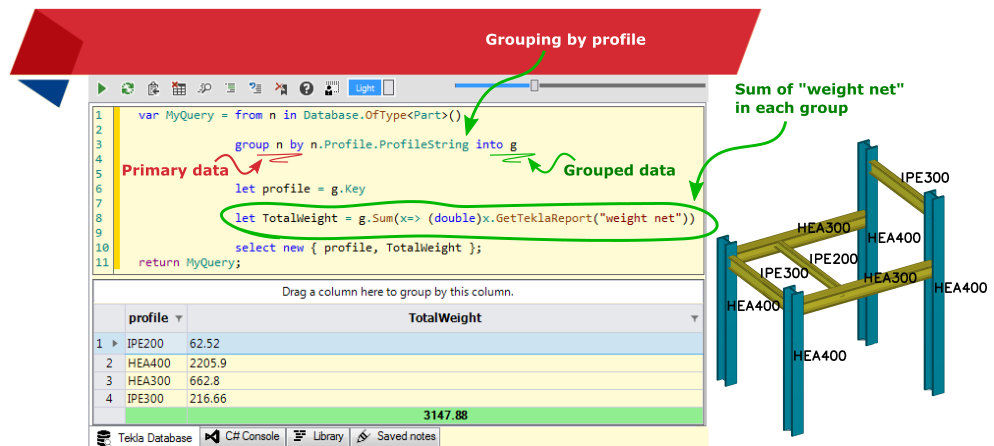 Grouping by profile
Sum of "weight net"
in each group
Light
1 var MyQuery = from n in Database.OfType<Part>()
2
3 group n by n.Profile.ProfileString into g
4
Primary data
Grouped data
5
6 let profile = g.Key
7
8 let TotalWeight = g.Sum(x=> (double)x.GetTeklaReport("weight net"))
9
10 select new { profile, TotalWeight };
11 return MyQuery;
Drag a column here to group by this column.
profile TotalWeight
1 IPE200 62.52
2 HEA400 2205.9
3 HEA300 662.8
4 IPE300 216.66
3147.88
Tekla Database C# Console Library Saved notes
IPE300
HEA300
HEA400
IPE200
IPE300
HEA300
HEA400
HEA400
HEA400